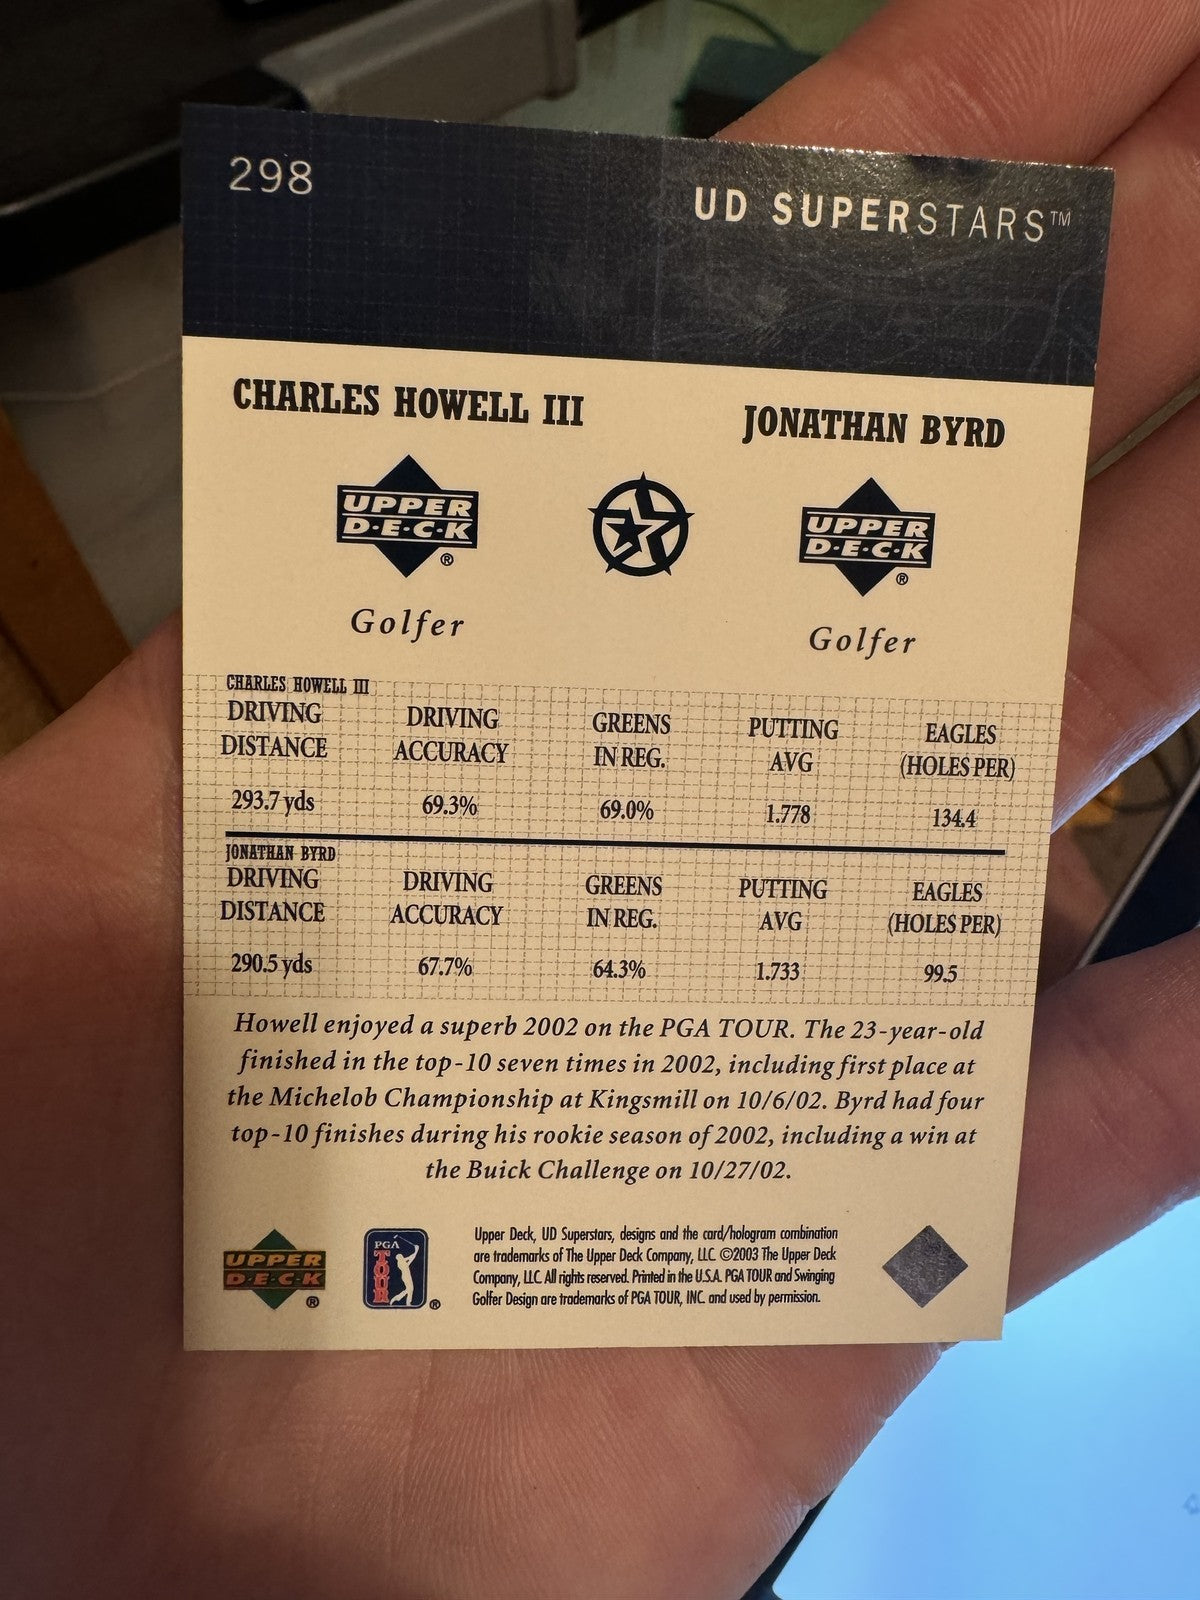 298
UD SUPERSTARS™
CHARLES HOWELL III
JONATHAN BYRD
UPPER
D·E·C·K
®
UPPER
D·E·C·K
®
Golfer
Golfer
CHARLES HOWELL III
DRIVING DRIVING GREENS PUTTING EAGLES
DISTANCE ACCURACY IN REG. AVG (HOLES PER)
293.7 yds 69.3% 69.0% 1.778 134.4
JONATHAN BYRD
DRIVING DRIVING GREENS PUTTING EAGLES
DISTANCE ACCURACY IN REG. AVG (HOLES PER)
290.5 yds 67.7% 64.3% 1.733 99.5
Howell enjoyed a superb 2002 on the PGA TOUR. The 23-year-old
finished in the top-10 seven times in 2002, including first place at
the Michelob Championship at Kingsmill on 10/6/02. Byrd had four
top-10 finishes during his rookie season of 2002, including a win at
the Buick Challenge on 10/27/02.
UPPER
D·E·C·K
®
PGA
TOUR
®
Upper Deck, UD Superstars, designs and the card/hologram combination
are trademarks of The Upper Deck Company, LLC. ©2003 The Upper Deck
Company, LLC. All rights reserved. Printed in the U.S.A. PGA TOUR and Swinging
Golfer Design are trademarks of PGA TOUR, INC. and used by permission.